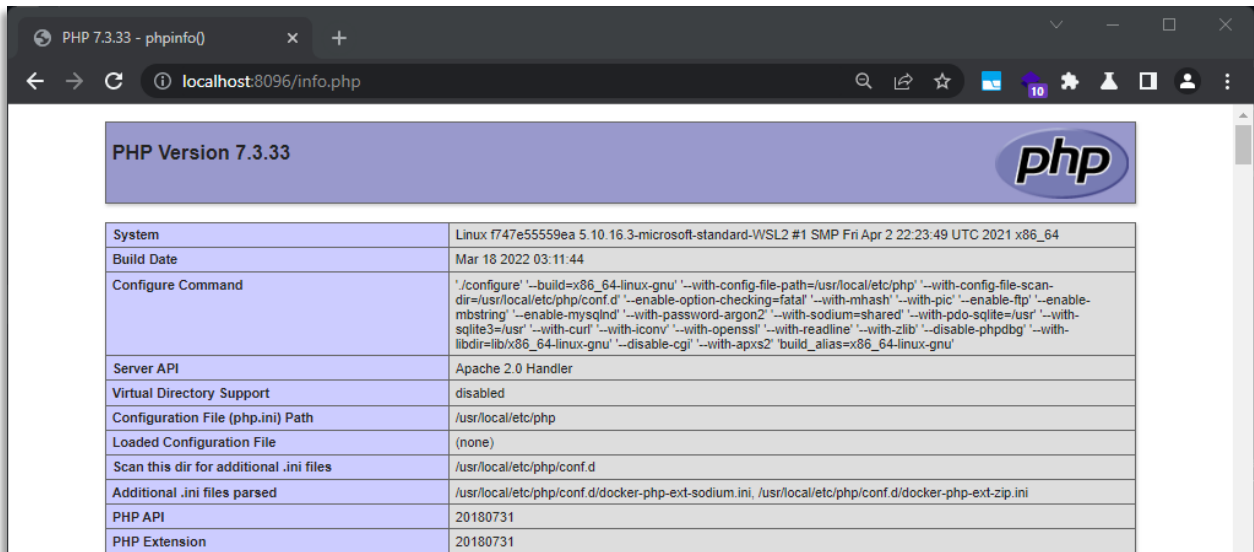 PHP 7.3.33 - phpinfo()
localhost:8096/info.php
10
PHP Version 7.3.33
php
System
Linux f747e55559ea 5.10.16.3-microsoft-standard-WSL2 #1 SMP Fri Apr 2 22:23:49 UTC 2021 x86_64
Build Date
Mar 18 2022 03:11:44
Configure Command
'./configure' '--build=x86_64-linux-gnu' '--with-config-file-path=/usr/local/etc/php' '--with-config-file-scan-
dir=/usr/local/etc/php/conf.d' '--enable-option-checking=fatal' '--with-mhash' '--with-pic' '--enable-ftp' '--enable-
mbstring' '--enable-mysqlnd' '--with-password-argon2' '--with-sodium=shared' '--with-pdo-sqlite=/usr' '--with-
sqlite3=/usr' '--with-curl' '--with-iconv' '--with-openssl' '--with-readline' '--with-zlib' '--disable-phpdbg' '--with-
libdir=lib/x86_64-linux-gnu' '--disable-cgi' '--with-apxs2' 'build_alias=x86_64-linux-gnu'
Server API
Apache 2.0 Handler
Virtual Directory Support
disabled
Configuration File (php.ini) Path
/usr/local/etc/php
Loaded Configuration File
(none)
Scan this dir for additional .ini files
/usr/local/etc/php/conf.d
Additional .ini files parsed
/usr/local/etc/php/conf.d/docker-php-ext-sodium.ini, /usr/local/etc/php/conf.d/docker-php-ext-zip.ini
PHP API
20180731
PHP Extension
20180731